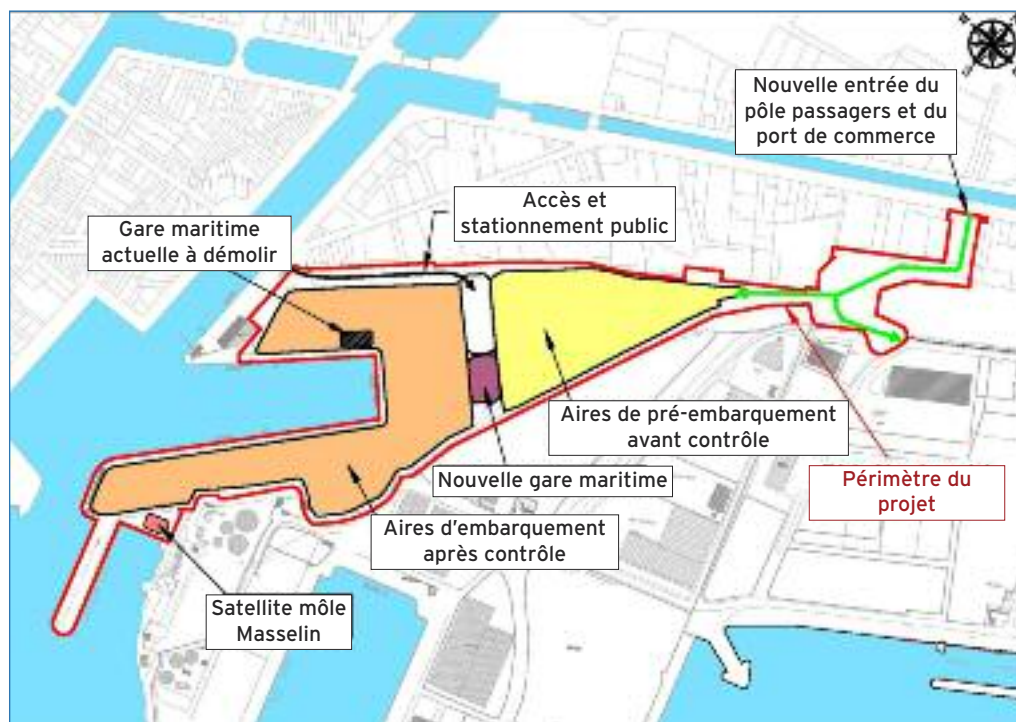 Nouvelle entrée du
pôle passagers et du
port de commerce
Accès et
stationnement public
Gare maritime
actuelle à démolir
Aires de pré-embarquement
avant contrôle
Nouvelle gare maritime
Périmètre du
projet
Aires d'embarquement
après contrôle
Satellite môle
Masselin